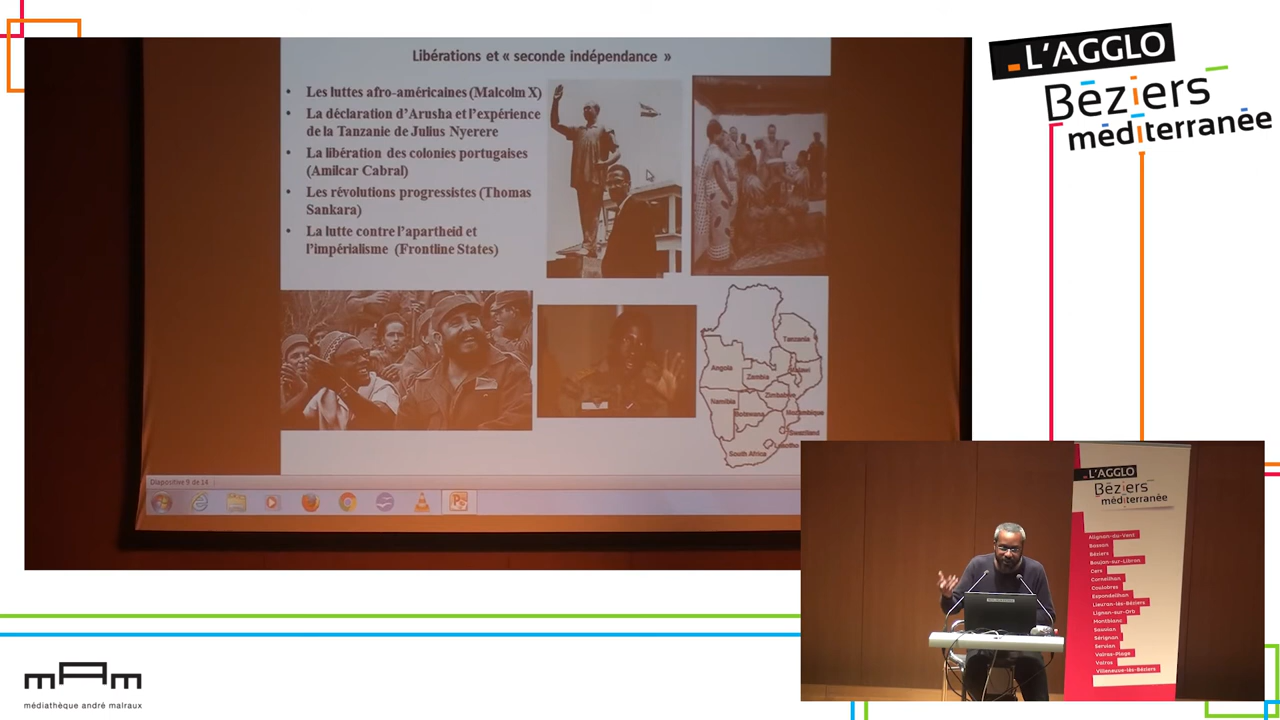 Libérations et « seconde indépendance »
• Les luttes afro-américaines (Malcolm X)
• La déclaration d'Arusha et l'expérience
de la Tanzanie de Julius Nyerere
• La libération des colonies portugaises
(Amilcar Cabral)
• Les révolutions progressistes (Thomas
Sankara)
• La lutte contre l'apartheid et
l'impérialisme (Frontline States)
Tanzania
Angola
Zambia
Malawi
Zimbabwe
Namibia
Botswana
Mozambique
Swaziland
Lesotho
South Africa
Diapositive 9 de 14
L'AGGLO
Béziers
méditerranée
L'AGGLO
Béziers
méditerranée
Alignan-du-Vent
Bassan
Béziers
Boujan-sur-Libron
Cers
Corneilhan
Coulobres
Espondeilhan
Lieuran-lès-Béziers
Lignan-sur-Orb
Montblanc
Sauvian
Sérignan
Servian
Valras-Plage
Valros
Villeneuve-lès-Béziers
mAm
médiathèque andré malraux